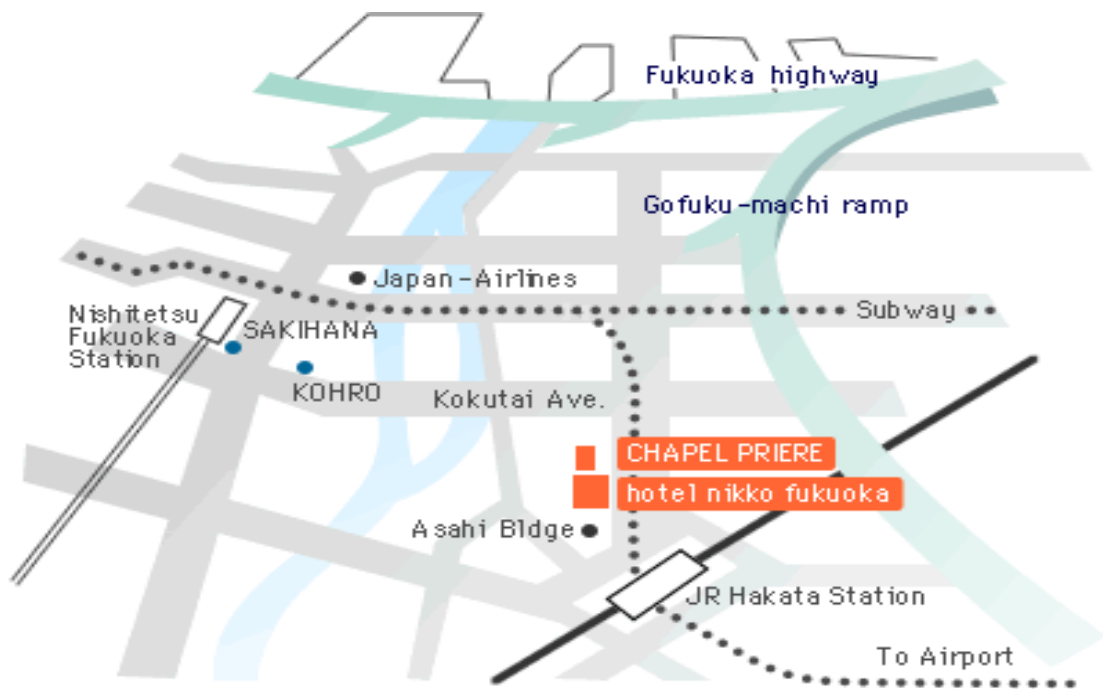 Fukuoka highway
Gofuku-machi ramp
Japan-Airlines
Nishitetsu
Fukuoka
Station
Subway
SAKIHANA
KOHRO
Kokutai Ave.
CHAPEL PRIERE
hotel nikko fukuoka
Asahi Bldge
JR Hakata Station
To Airport